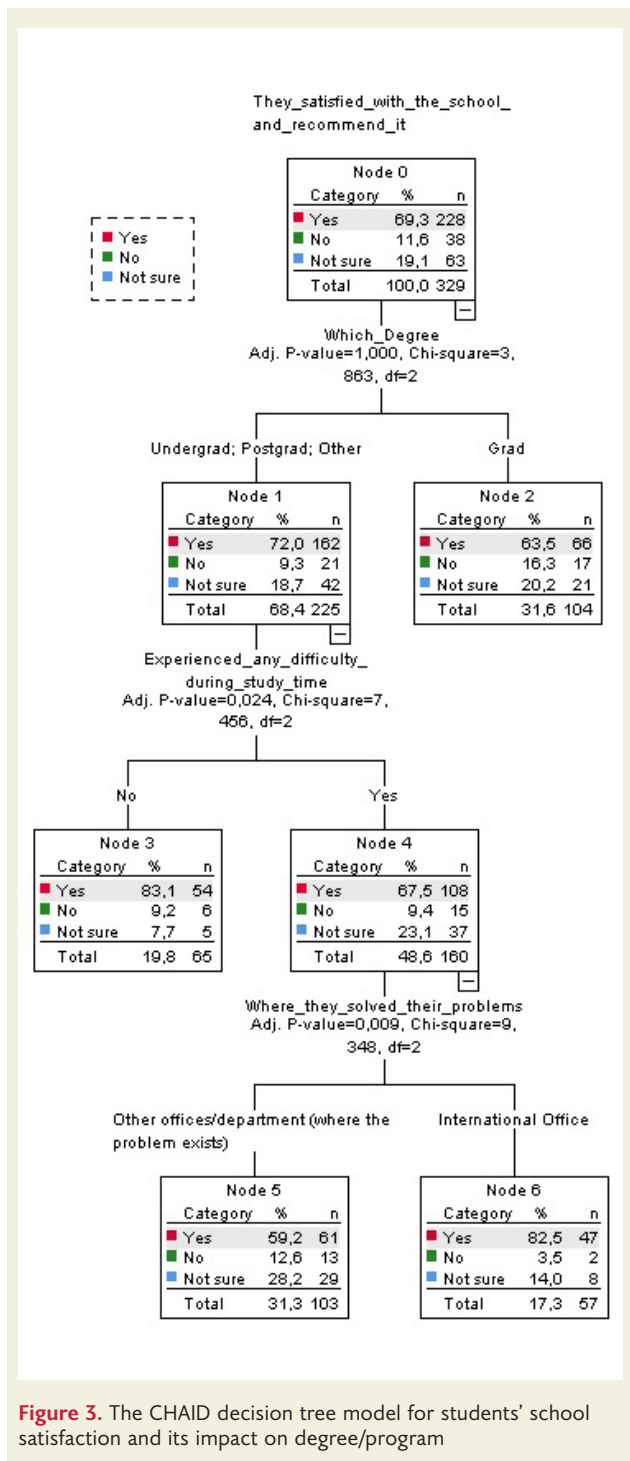 They_satisfied_with_the_school_
and_recommend_it
Yes
No
Not sure
Node 0
Category % n
Yes 69,3 228
No 11,6 38
Not sure 19,1 63
Total 100,0 329
Which_Degree
Adj. P-value=1,000, Chi-square=3,
863, df=2
Undergrad; Postgrad; Other
Grad
Node 1
Category % n
Yes 72,0 162
No 9,3 21
Not sure 18,7 42
Total 68,4 225
Node 2
Category % n
Yes 63,5 66
No 16,3 17
Not sure 20,2 21
Total 31,6 104
Experienced_any_difficulty_
during_study_time
Adj. P-value=0,024, Chi-square=7,
456, df=2
No
Yes
Node 3
Category % n
Yes 83,1 54
No 9,2 6
Not sure 7,7 5
Total 19,8 65
Node 4
Category % n
Yes 67,5 108
No 9,4 15
Not sure 23,1 37
Total 48,6 160
Where_they_solved_their_problems
Adj. P-value=0,009, Chi-square=9,
348, df=2
Other offices/department (where the
problem exists)
International Office
Node 5
Category % n
Yes 59,2 61
No 12,6 13
Not sure 28,2 29
Total 31,3 103
Node 6
Category % n
Yes 82,5 47
No 3,5 2
Not sure 14,0 8
Total 17,3 57
Figure 3. The CHAID decision tree model for students’ school
satisfaction and its impact on degree/program